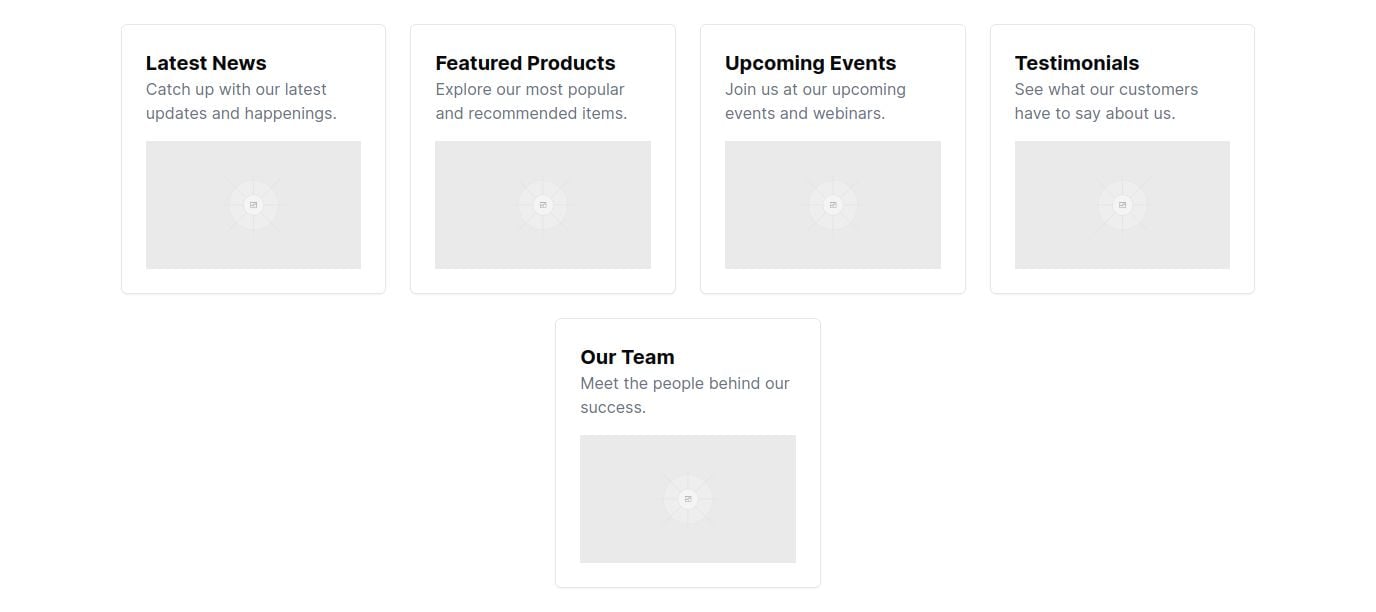 Latest News
Catch up with our latest
updates and happenings.
Featured Products
Explore our most popular
and recommended items.
Upcoming Events
Join us at our upcoming
events and webinars.
Testimonials
See what our customers
have to say about us.
Our Team
Meet the people behind our
success.